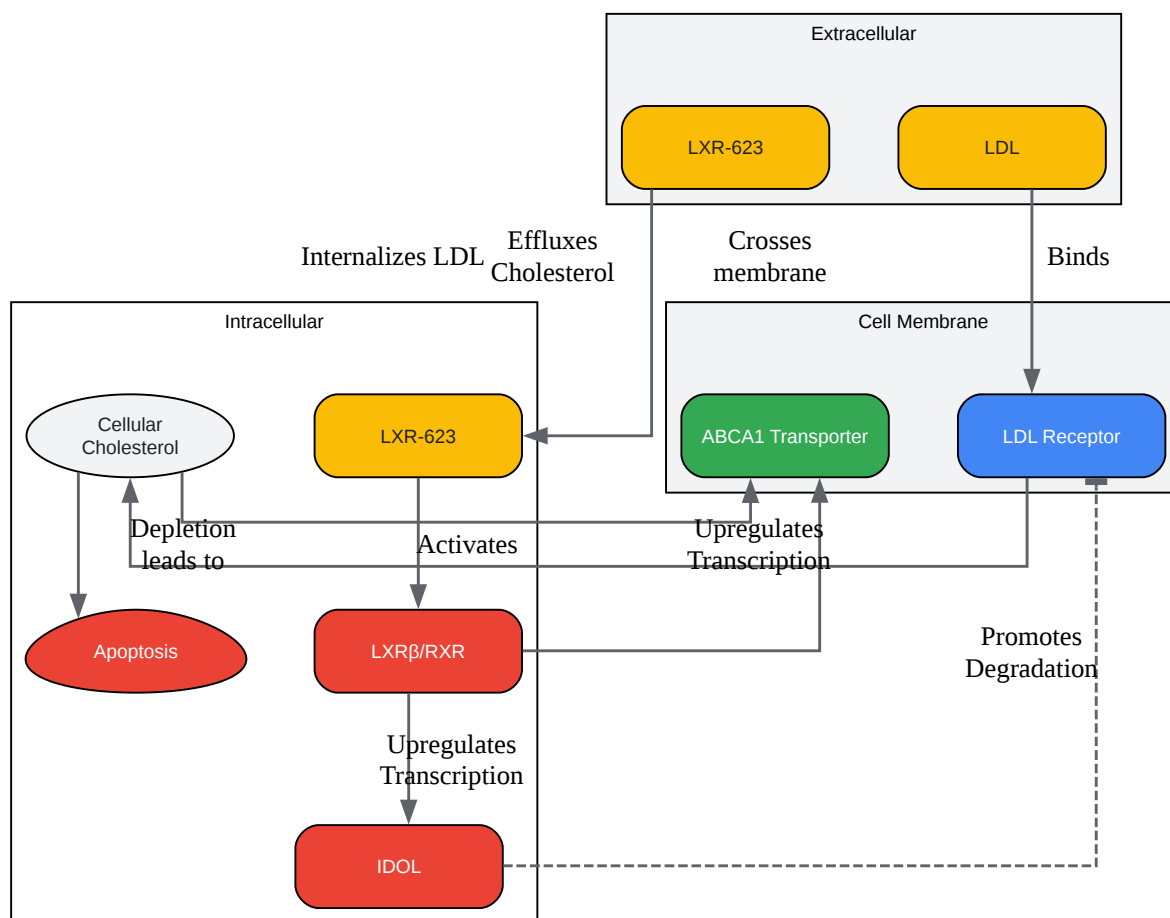 Extracellular
LXR-623
LDL
Internalizes LDL
Effluxes
Cholesterol
Crosses
membrane
Binds
Intracellular
Cell Membrane
Cellular
Cholesterol
LXR-623
ABCA1 Transporter
LDL Receptor
Depletion
leads to
Activates
Upregulates
Transcription
Apoptosis
LXRβ/RXR
Promotes
Degradation
Upregulates
Transcription
IDOL